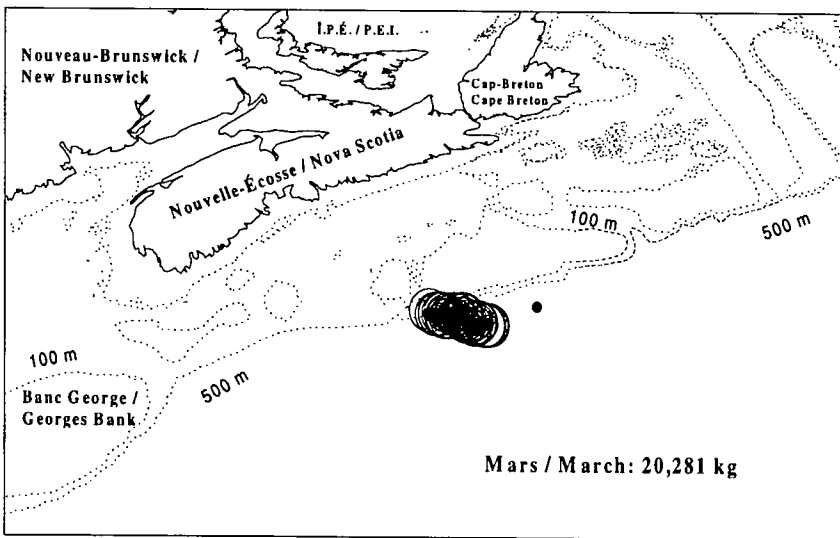 Nouveau-Brunswick /
New Brunswick
Î.P.É. / P.E.I.
Cap-Breton
Cape Breton
Nouvelle-Écosse / Nova Scotia
100 m
500 m
100 m
500 m
Banc George /
Georges Bank
Mars / March: 20,281 kg